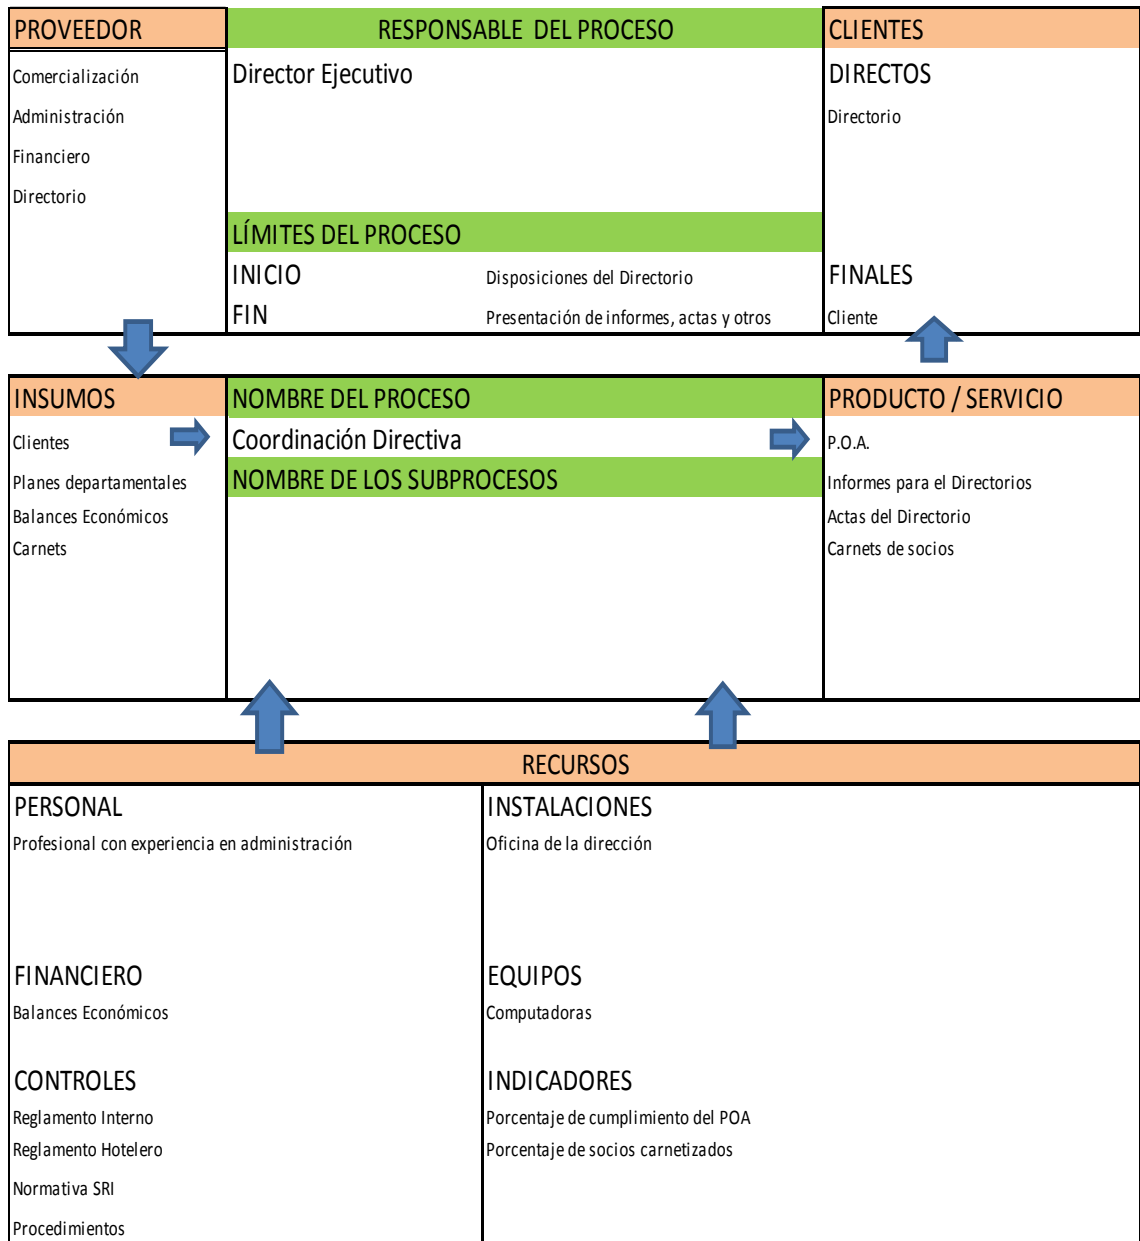 PROVEEDOR
RESPONSABLE DEL PROCESO
CLIENTES
Comercialización
Director Ejecutivo
DIRECTOS
Administración
Directorio
Financiero
Directorio
LÍMITES DEL PROCESO
INICIO
Disposiciones del Directorio
FINALES
FIN
Presentación de informes, actas y otros
Cliente
INSUMOS
NOMBRE DEL PROCESO
PRODUCTO / SERVICIO
Clientes
Coordinación Directiva
P.O.A.
Planes departamentales
NOMBRE DE LOS SUBPROCESOS
Informes para el Directorios
Balances Económicos
Actas del Directorio
Carnets
Carnets de socios
RECURSOS
PERSONAL
INSTALACIONES
Profesional con experiencia en administración
Oficina de la dirección
FINANCIERO
EQUIPOS
Balances Económicos
Computadoras
CONTROLES
INDICADORES
Reglamento Interno
Porcentaje de cumplimiento del POA
Reglamento Hotelero
Porcentaje de socios carnetizados
Normativa SRI
Procedimientos